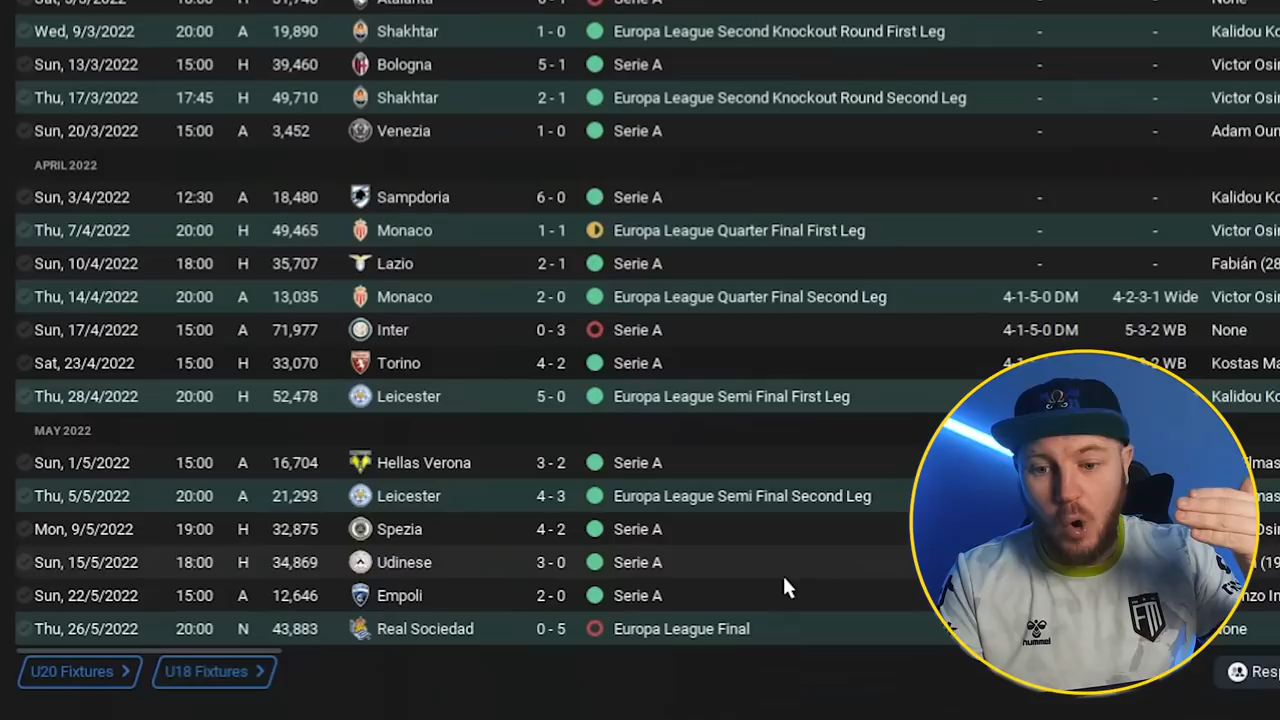 Atalanta
Serie A
None
Wed, 9/3/2022 20:00 A 19,890 Shakhtar 1 - 0 Europa League Second Knockout Round First Leg - - Kalidou
Sun, 13/3/2022 15:00 H 39,460 Bologna 5 - 1 Serie A - - Victor
Thu, 17/3/2022 17:45 H 49,710 Shakhtar 2 - 1 Europa League Second Knockout Round Second Leg - - Victor
Sun, 20/3/2022 15:00 A 3,452 Venezia 1 - 0 Serie A - - Adam
APRIL 2022
Sun, 3/4/2022 12:30 A 18,480 Sampdoria 6 - 0 Serie A - - Kalidou
Thu, 7/4/2022 20:00 H 49,465 Monaco 1 - 1 Europa League Quarter Final First Leg - - Victor
Sun, 10/4/2022 18:00 H 35,707 Lazio 2 - 1 Serie A - - Fabián (28
Thu, 14/4/2022 20:00 A 13,035 Monaco 2 - 0 Europa League Quarter Final Second Leg 4-1-5-0 DM 4-2-3-1 Wide Victor
Sun, 17/4/2022 15:00 A 71,977 Inter 0 - 3 Serie A 4-1-5-0 DM 5-3-2 WB None
Sat, 23/4/2022 15:00 H 33,070 Torino 4 - 2 Serie A WB Kostas
Thu, 28/4/2022 20:00 H 52,478 Leicester 5 - 0 Europa League Semi Final First Leg Kalidou
MAY 2022
Sun, 1/5/2022 15:00 A 16,704 Hellas Verona 3 - 2 Serie A
Thu, 5/5/2022 20:00 A 21,293 Leicester 4 - 3 Europa League Semi Final Second Leg
Mon, 9/5/2022 19:00 H 32,875 Spezia 4 - 2 Serie A
Sun, 15/5/2022 18:00 H 34,869 Udinese 3 - 0 Serie A (19
Sun, 22/5/2022 15:00 A 12,646 Empoli 2 - 0 Serie A
Thu, 26/5/2022 20:00 N 43,883 Real Sociedad 0 - 5 Europa League Final
U20 Fixtures U18 Fixtures
hummel
FM